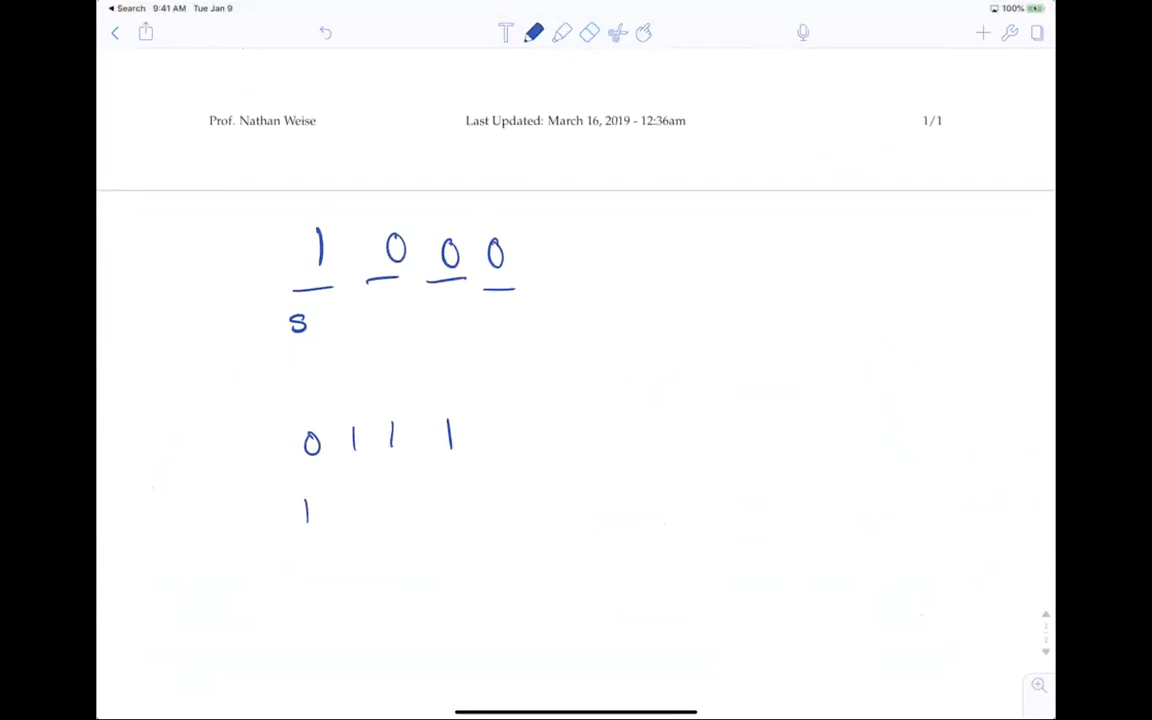 Search 9:41 AM Tue Jan 9 100%
T
Prof. Nathan Weise Last Updated: March 16, 2019 - 12:36am 1/1
1 0 0 0
S
0 1 1 1
1